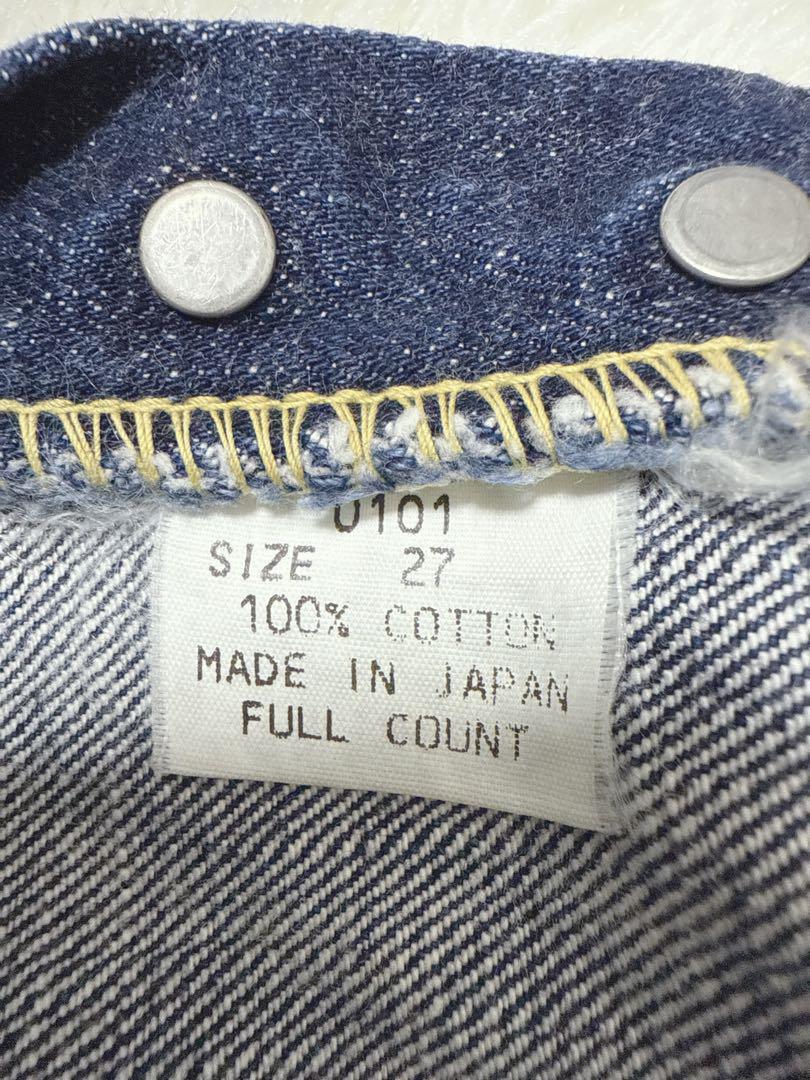 0101
SIZE 27
100% COTTON
MADE IN JAPAN
FULL COUNT